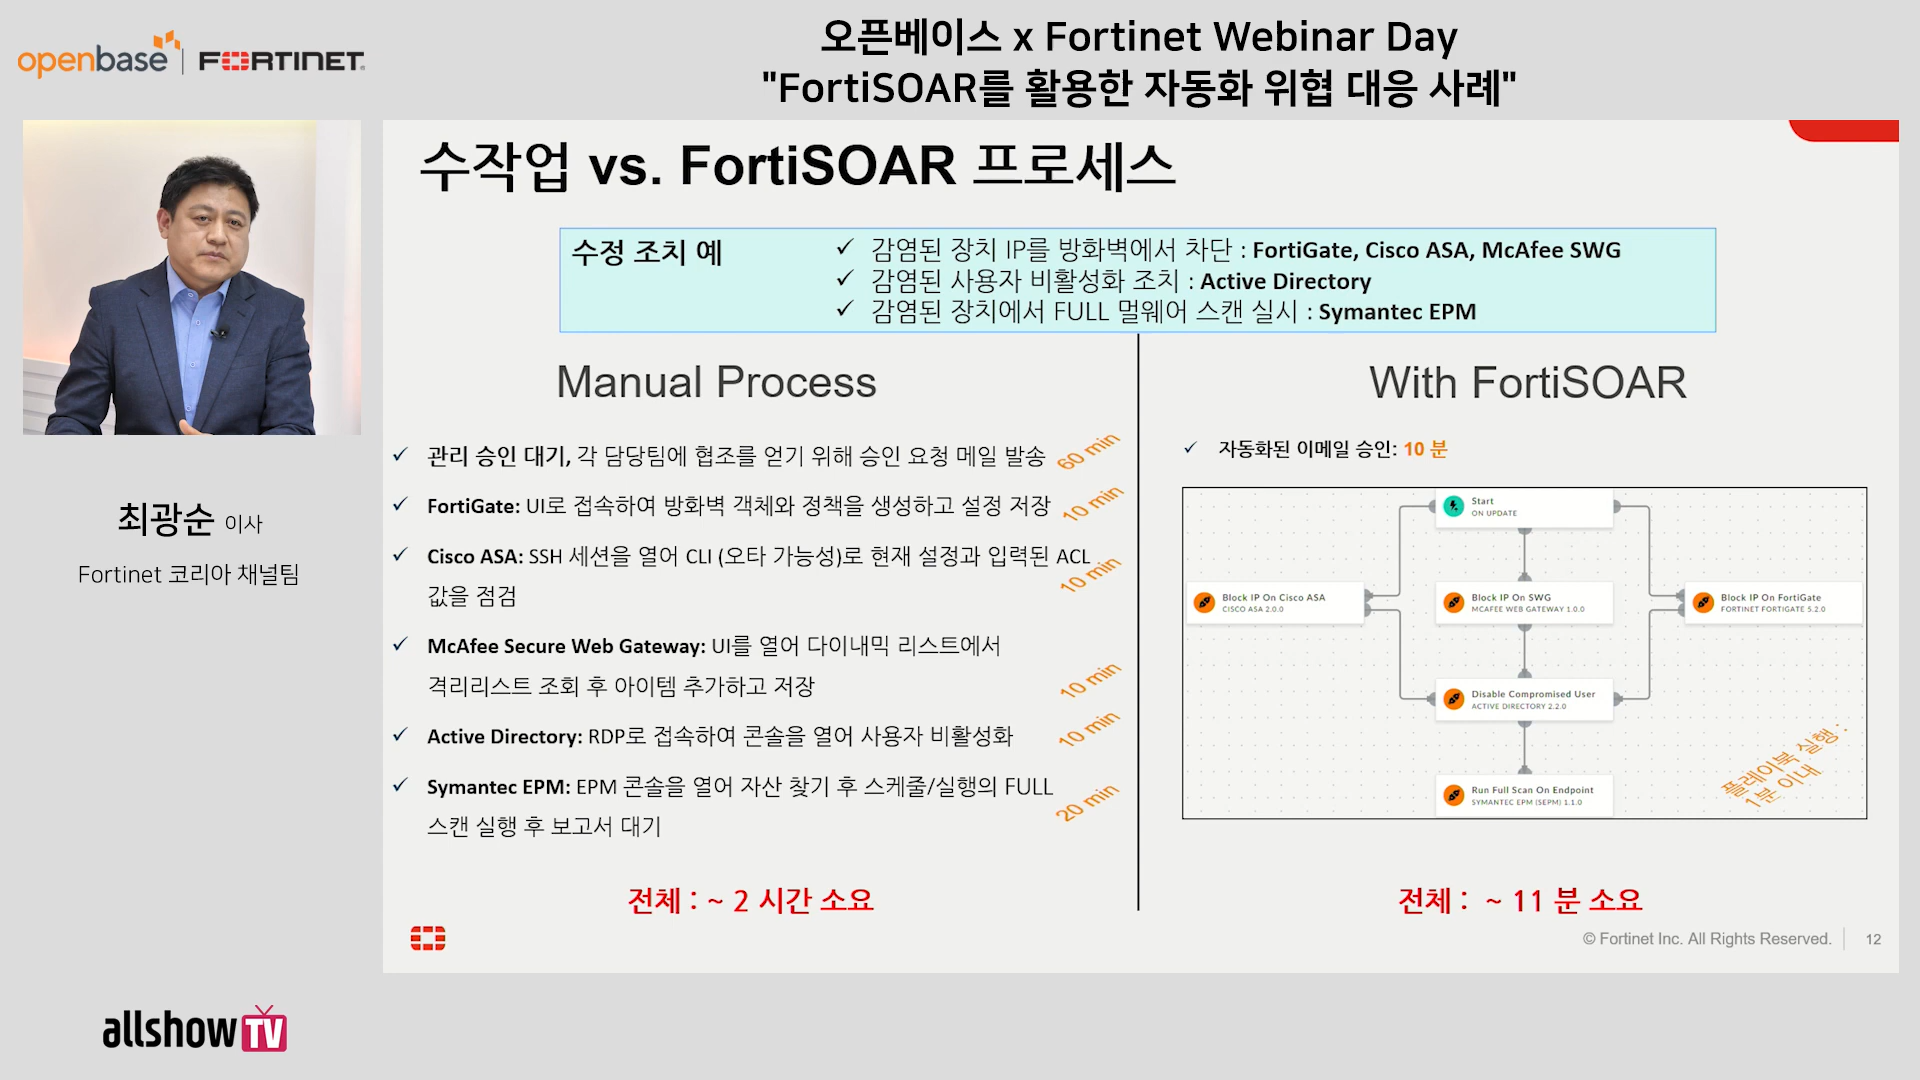 openbase | FORTINET
오픈베이스 x Fortinet Webinar Day
"FortiSOAR를 활용한 자동화 위협 대응 사례"
최광순 이사
Fortinet 코리아 채널팀
allshowTV
수작업 vs. FortiSOAR 프로세스
수정 조치 예
✓ 감염된 장치 IP를 방화벽에서 차단 : FortiGate, Cisco ASA, McAfee SWG
✓ 감염된 사용자 비활성화 조치 : Active Directory
✓ 감염된 장치에서 FULL 멀웨어 스캔 실시 : Symantec EPM
Manual Process
✓ 관리 승인 대기, 각 담당팀에 협조를 얻기 위해 승인 요청 메일 발송 60 min
✓ FortiGate: UI로 접속하여 방화벽 객체와 정책을 생성하고 설정 저장 10 min
✓ Cisco ASA: SSH 세션을 열어 CLI (오타 가능성)로 현재 설정과 입력된 ACL
값을 점검 10 min
✓ McAfee Secure Web Gateway: UI를 열어 다이내믹 리스트에서
격리리스트 조회 후 아이템 추가하고 저장 10 min
✓ Active Directory: RDP로 접속하여 콘솔을 열어 사용자 비활성화 10 min
✓ Symantec EPM: EPM 콘솔을 열어 자산 찾기 후 스케줄/실행의 FULL
스캔 실행 후 보고서 대기 20 min
전체 : ~ 2 시간 소요
With FortiSOAR
✓ 자동화된 이메일 승인: 10 분
Start
ON UPDATE
Block IP On Cisco ASA
CISCO ASA 2.0.0
Block IP On SWG
MCAFEE WEB GATEWAY 1.0.0
Block IP On FortiGate
FORTINET FORTIGATE 5.2.0
Disable Compromised User
ACTIVE DIRECTORY 2.2.0
Run Full Scan On Endpoint
SYMANTEC EPM (SEPM) 1.1.0
플레이북 실행 :
1분 이내
전체 : ~ 11 분 소요
© Fortinet Inc. All Rights Reserved. 12